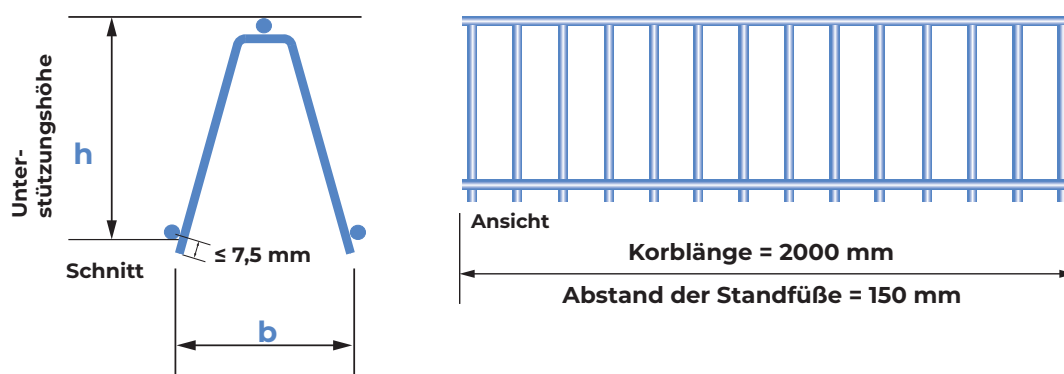 Unter-
stützungshöhe
h
≤ 7,5 mm
Schnitt
b
Ansicht
Korblänge = 2000 mm
Abstand der Standfüße = 150 mm